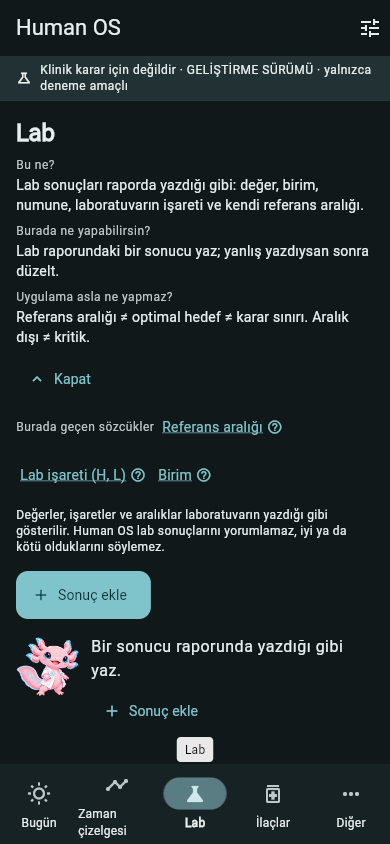 Human OS
Klinik karar için değildir · GELİŞTİRME SÜRÜMÜ · yalnızca
deneme amaçlı
Lab
Bu ne?
Lab sonuçları raporda yazdığı gibi: değer, birim,
numune, laboratuvarın işareti ve kendi referans aralığı.
Burada ne yapabilirsin?
Lab raporundaki bir sonucu yaz; yanlış yazdıysan sonra
düzelt.
Uygulama asla ne yapmaz?
Referans aralığı ≠ optimal hedef ≠ karar sınırı. Aralık
dışı ≠ kritik.
Kapat
Burada geçen sözcükler Referans aralığı ?
Lab işareti (H, L) ? Birim ?
Değerler, işaretler ve aralıklar laboratuvarın yazdığı gibi
gösterilir. Human OS lab sonuçlarını yorumlamaz, iyi ya da
kötü olduklarını söylemez.
+ Sonuç ekle
Bir sonucu raporunda yazdığı gibi
yaz.
+ Sonuç ekle
Lab
Bugün
Zaman
çizelgesi
Lab
İlaçlar
Diğer